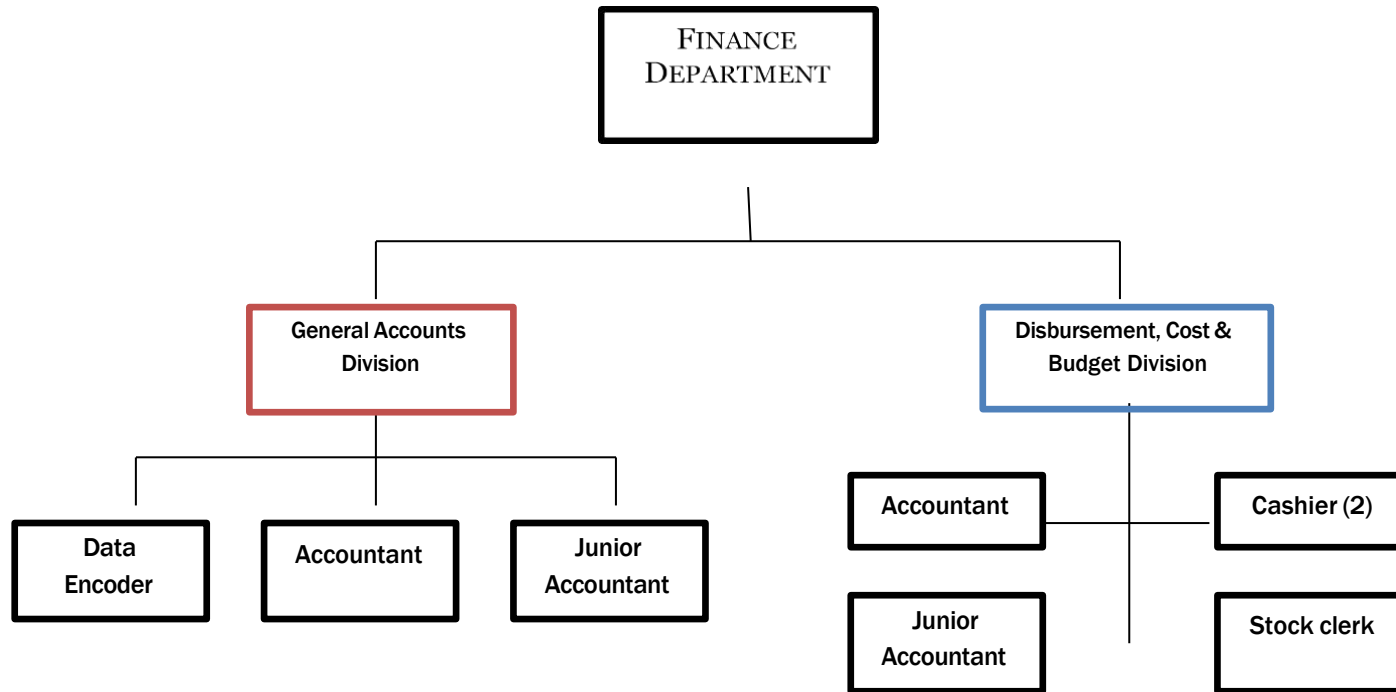 FINANCE
DEPARTMENT
General Accounts
Division
Disbursement, Cost &
Budget Division
Data
Encoder
Accountant
Junior
Accountant
Accountant
Cashier (2)
Junior
Accountant
Stock clerk